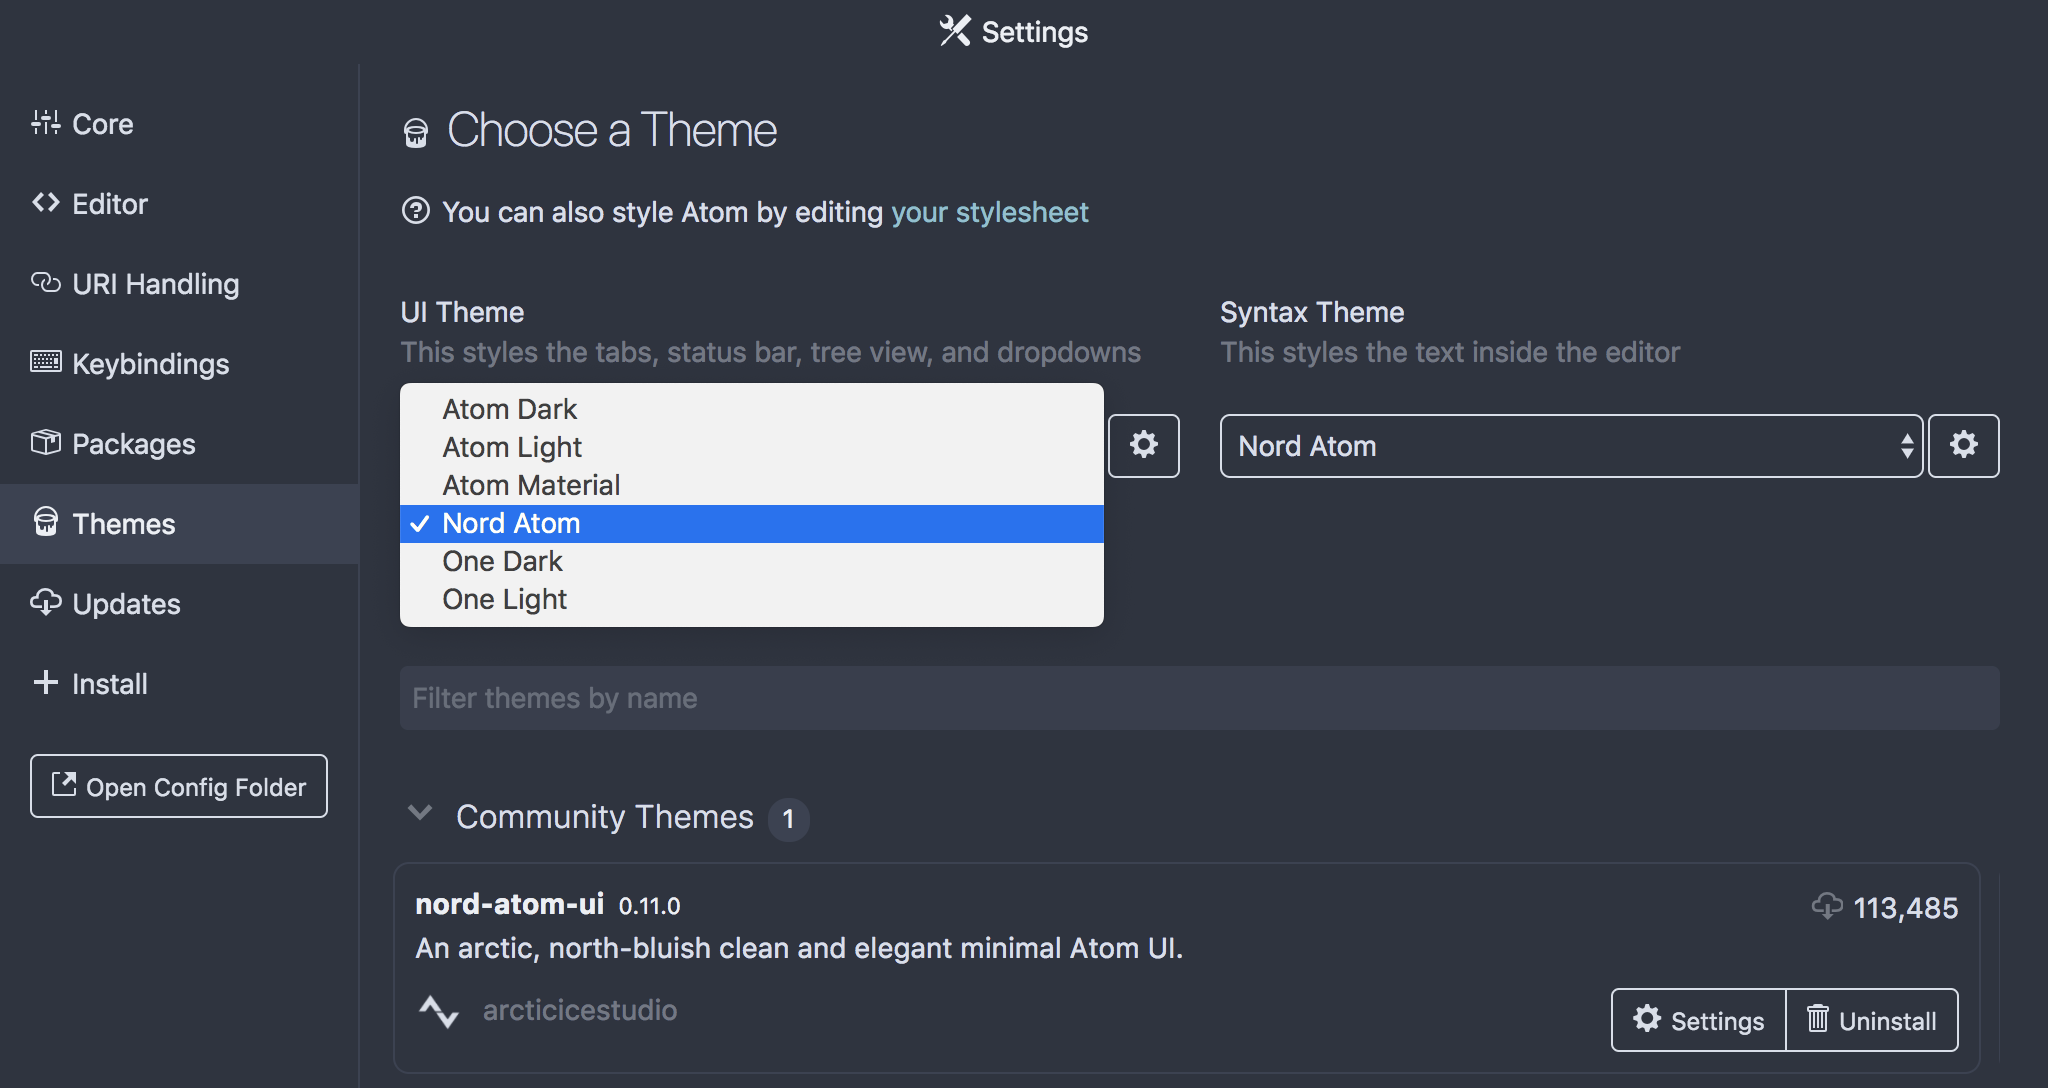 Settings
Core
Editor
URI Handling
Keybindings
Packages
Themes
Updates
Install
Open Config Folder
Choose a Theme
You can also style Atom by editing your stylesheet
UI Theme
This styles the tabs, status bar, tree view, and dropdowns
Atom Dark
Atom Light
Atom Material
Nord Atom
One Dark
One Light
Syntax Theme
This styles the text inside the editor
Nord Atom
Filter themes by name
Community Themes 1
nord-atom-ui 0.11.0
113,485
An arctic, north-bluish clean and elegant minimal Atom UI.
arcticicestudio
Settings
Uninstall